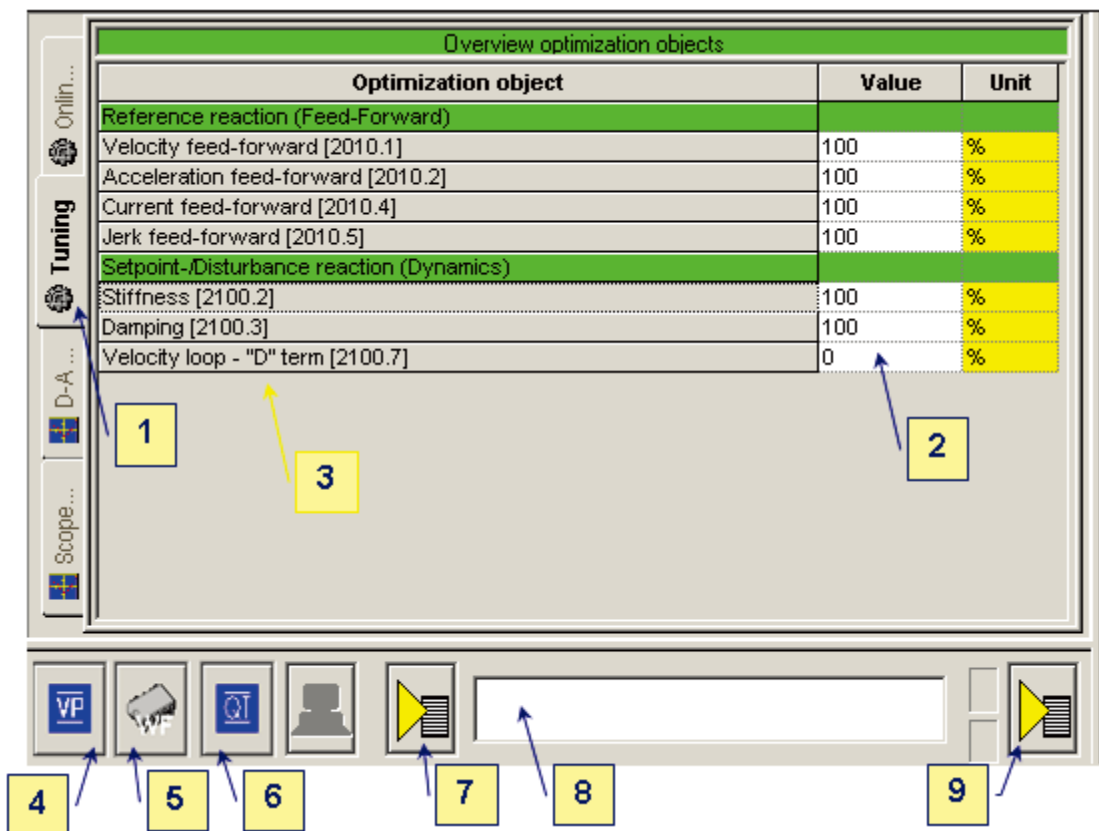 Overview optimization objects
Optimization object Value Unit
Reference reaction (Feed-Forward)
Velocity feed-forward [2010.1] 100 %
Acceleration feed-forward [2010.2] 100 %
Current feed-forward [2010.4] 100 %
Jerk feed-forward [2010.5] 100 %
Setpoint-/Disturbance reaction (Dynamics)
Stiffness [2100.2] 100 %
Damping [2100.3] 100 %
Velocity loop - "D" term [2100.7] 0 %
Onlin...
Tuning
D-A ...
Scope...
1
2
3
VP
WF
QT
4
5
6
7
8
9